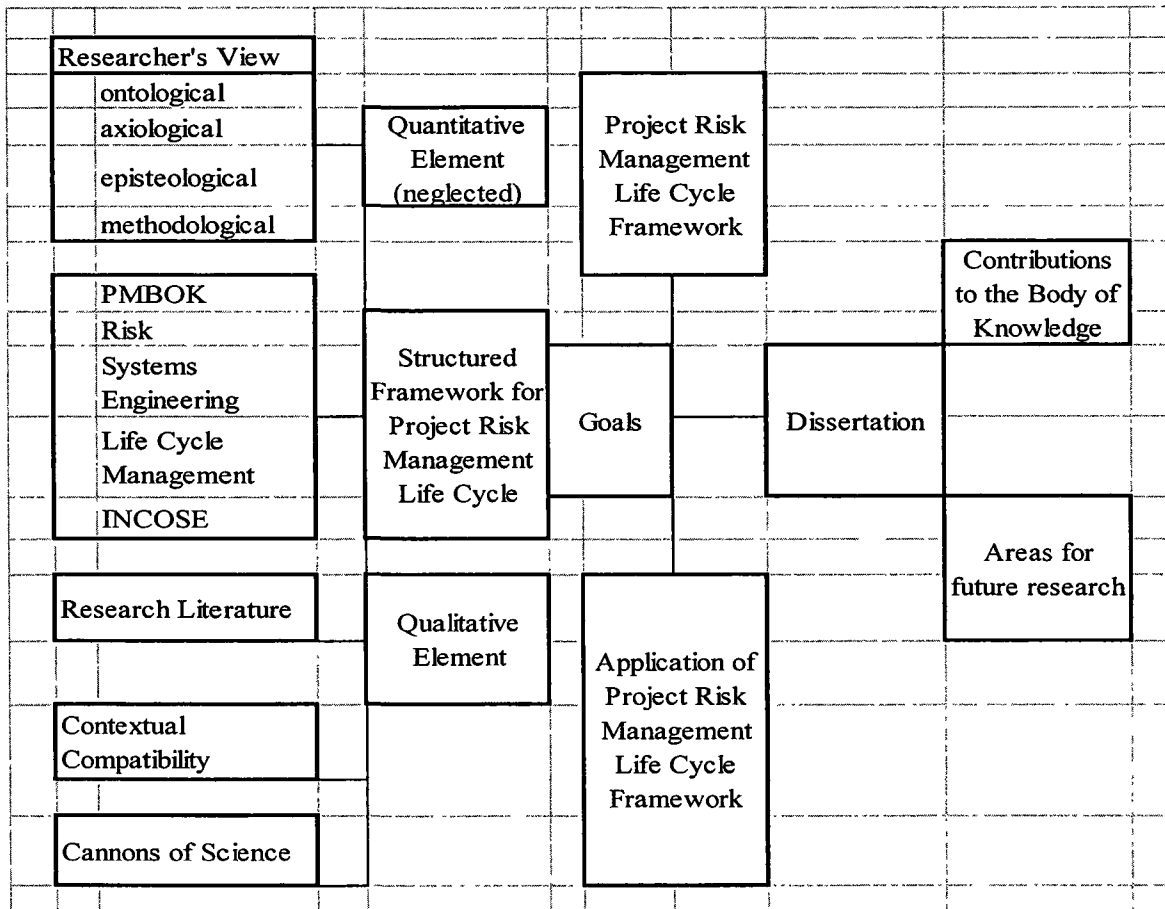 Researcher's View
ontological
axiological
episteological
methodological
PMBOK
Risk
Systems
Engineering
Life Cycle
Management
INCOSE
Research Literature
Contextual
Compatibility
Cannons of Science
Quantitative
Element
(neglected)
Structured
Framework for
Project Risk
Management
Life Cycle
Qualitative
Element
Goals
Project Risk
Management
Life Cycle
Framework
Application of
Project Risk
Management
Life Cycle
Framework
Dissertation
Contributions
to the Body of
Knowledge
Areas for
future research